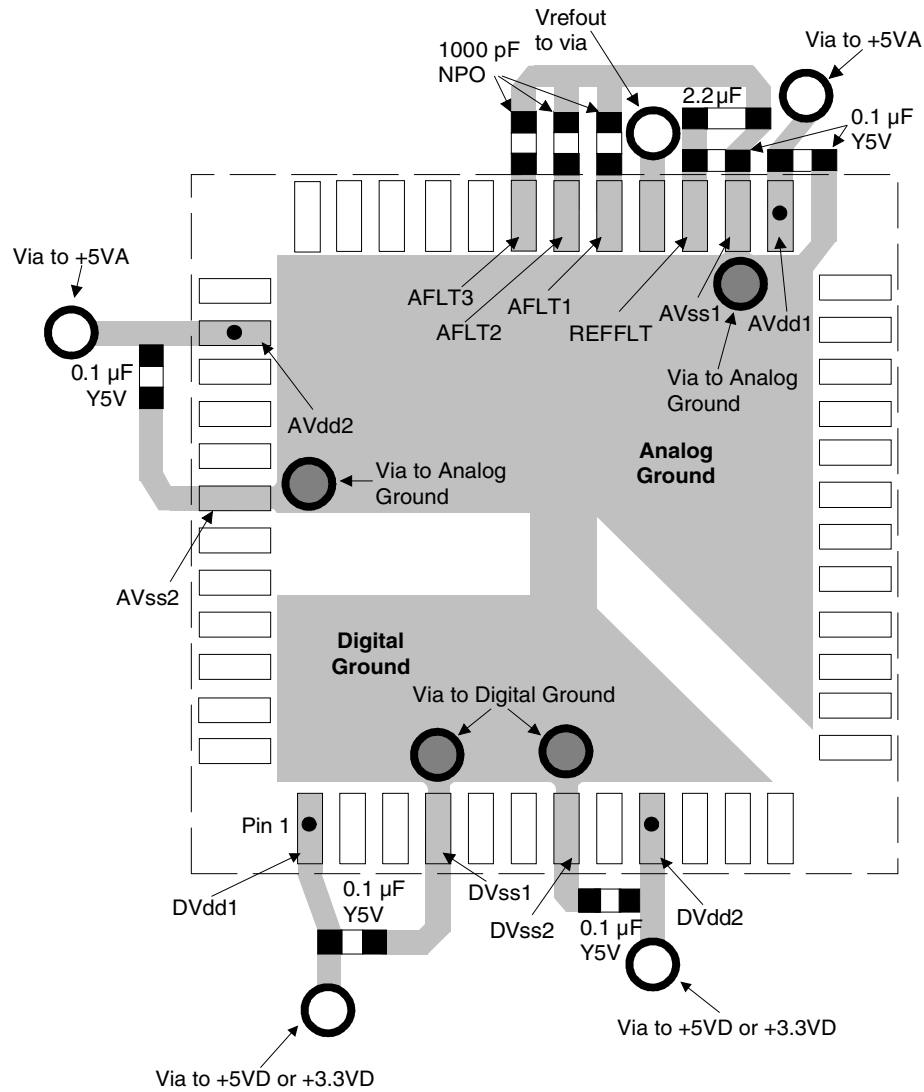 Vrefout
to via
Via to +5VA
1000 pF
NPO
2.2µF
0.1 µF
Y5V
Via to +5VA
AFLT3
AFLT2
AFLT1
REFFLT
AVss1
AVdd1
0.1 µF
Y5V
Via to Analog
Ground
AVdd2
Analog
Ground
Via to Analog
Ground
AVss2
Digital
Ground
Via to Digital Ground
Pin 1
DVdd1
0.1 µF
Y5V
DVss1
DVss2
0.1 µF
Y5V
DVdd2
Via to +5VD or +3.3VD
Via to +5VD or +3.3VD